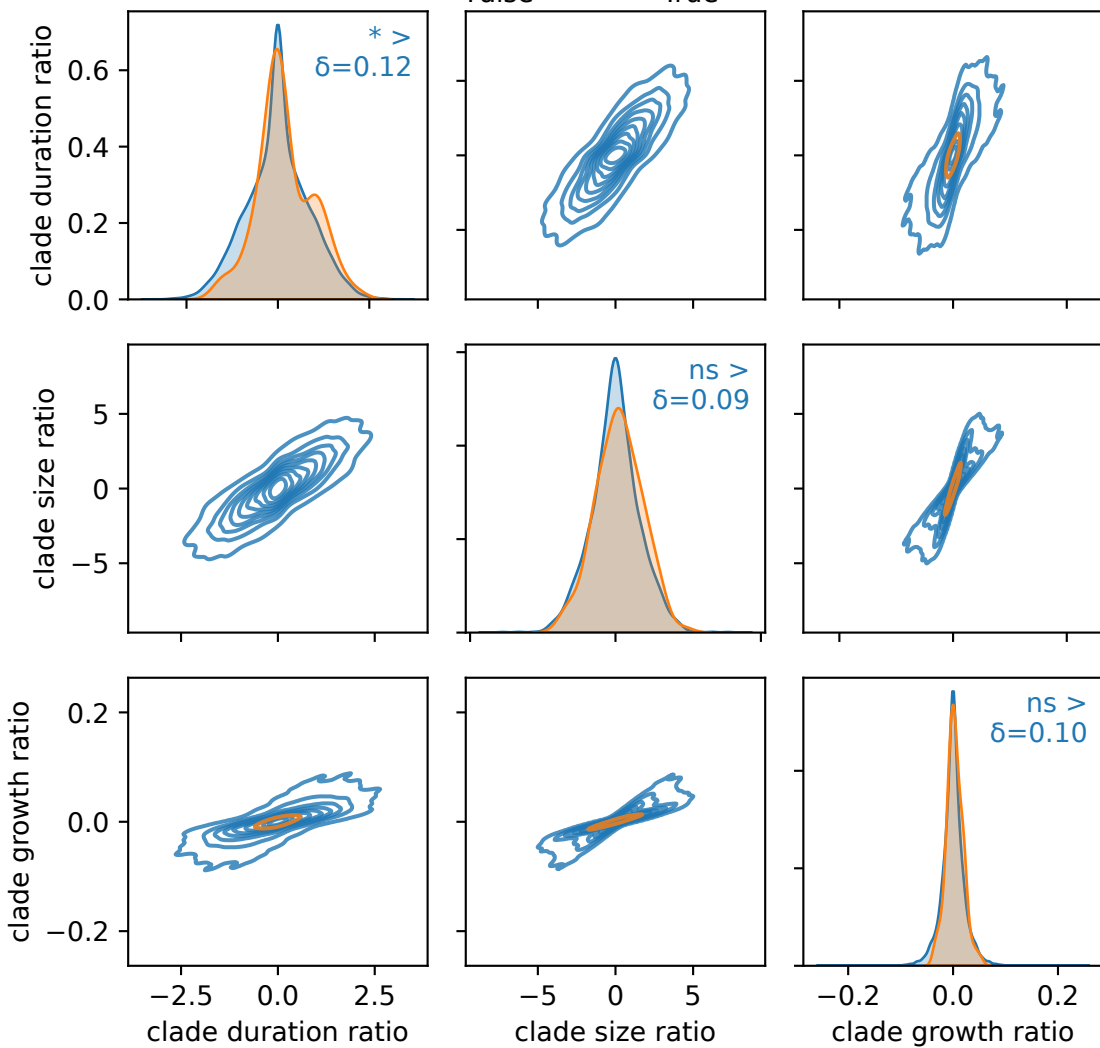 clade duration ratio
0.6
0.4
0.2
0.0
* >
δ=0.12
clade size ratio
5
0
−5
ns >
δ=0.09
clade growth ratio
0.2
0.0
−0.2
ns >
δ=0.10
−2.5 0.0 2.5
clade duration ratio
−5 0 5
clade size ratio
−0.2 0.0 0.2
clade growth ratio